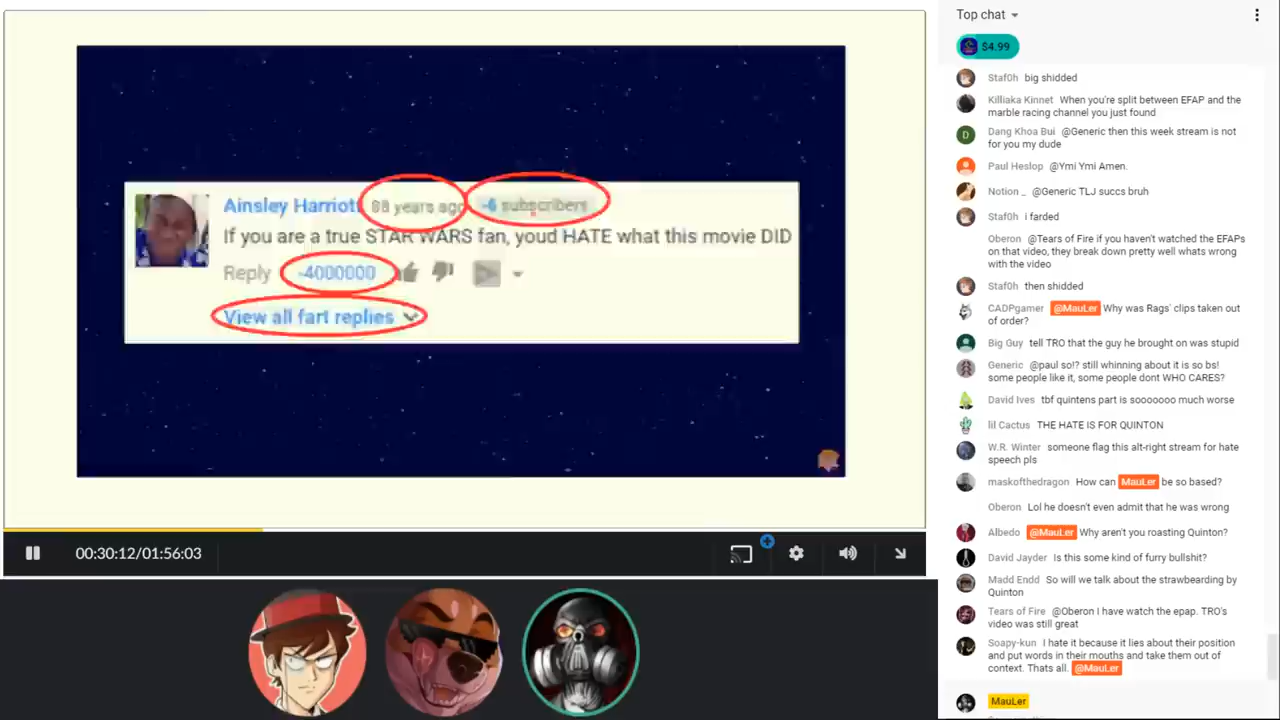 Ainsley Harriott 88 years ago -6 subscribers
If you are a true STAR WARS fan, youd HATE what this movie DID
Reply -4000000
View all fart replies
00:30:12/01:56:03
Top chat
$4.99
Staf0h big shidded
Killiaka Kinnet When you're split between EFAP and the
marble racing channel you just found
D
Dang Khoa Bui @Generic then this week stream is not
for you my dude
Paul Heslop @Ymi Ymi Amen.
Notion _ @Generic TLJ succs bruh
Staf0h i farded
Oberon @Tears of Fire if you haven't watched the EFAPs
on that video, they break down pretty well whats wrong
with the video
Staf0h then shidded
CADPgamer @MauLer Why was Rags` clips taken out
of order?
Big Guy tell TRO that the guy he brought on was stupid
Generic @paul so!? still whinning about it is so bs!
some people like it, some people dont WHO CARES?
David Ives tbf quintens part is sooooooo much worse
lil Cactus THE HATE IS FOR QUINTON
W.R. Winter someone flag this alt-right stream for hate
speech pls
maskofthedragon How can MauLer be so based?
Oberon Lol he doesn't even admit that he was wrong
Albedo @MauLer Why aren't you roasting Quinton?
David Jayder Is this some kind of furry bullshit?
Madd Endd So will we talk about the strawbearding by
Quinton
Tears of Fire @Oberon I have watch the epap. TRO's
video was still great
Soapy-kun I hate it because it lies about their position
and put words in their mouths and take them out of
context. Thats all. @MauLer
MauLer